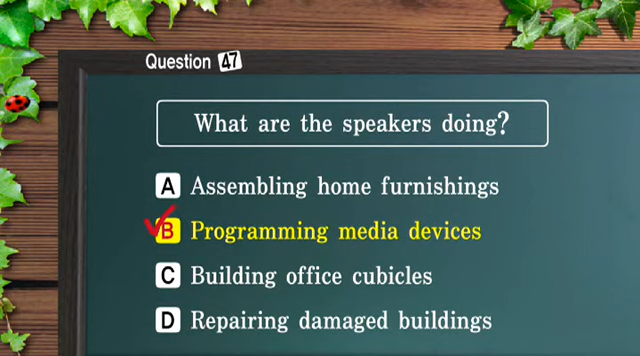 Question 47
What are the speakers doing?
A Assembling home furnishings
B Programming media devices
C Building office cubicles
D Repairing damaged buildings